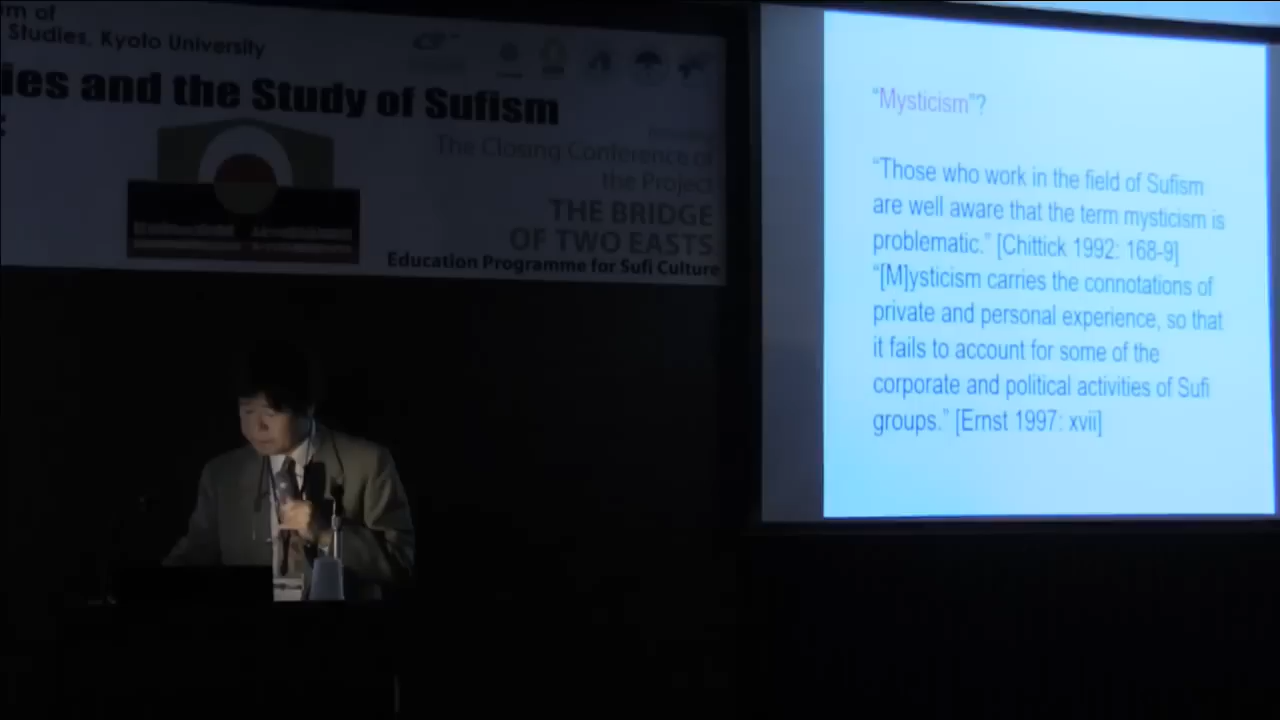 m of
Studies, Kyoto University
ies and the Study of Sufism
The Closing Conference of
the Project
THE BRIDGE
OF TWO EASTS
Education Programme for Sufi Culture
“Mysticism”?
“Those who work in the field of Sufism
are well aware that the term mysticism is
problematic.” [Chittick 1992: 168-9]
“[M]ysticism carries the connotations of
private and personal experience, so that
it fails to account for some of the
corporate and political activities of Sufi
groups.” [Ernst 1997: xvii]